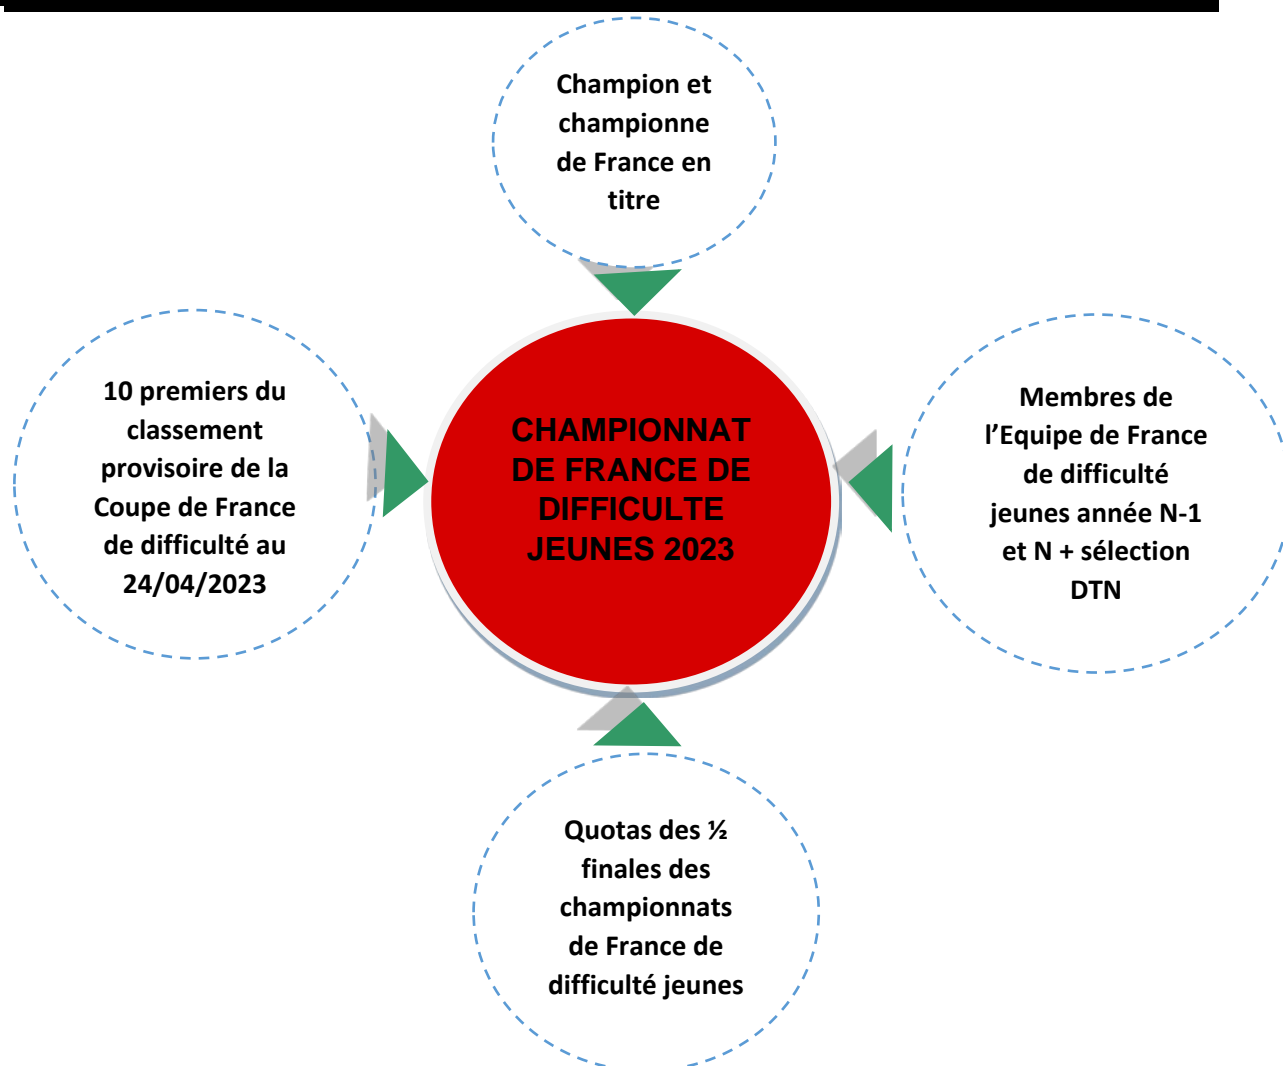 Champion et
championne
de France en
titre
10 premiers du
classement
provisoire de la
Coupe de France
de difficulté au
24/04/2023
CHAMPIONNAT
DE FRANCE DE
DIFFICULTE
JEUNES 2023
Membres de
l’Equipe de France
de difficulté
jeunes année N-1
et N + sélection
DTN
Quotas des ½
finales des
championnats
de France de
difficulté jeunes